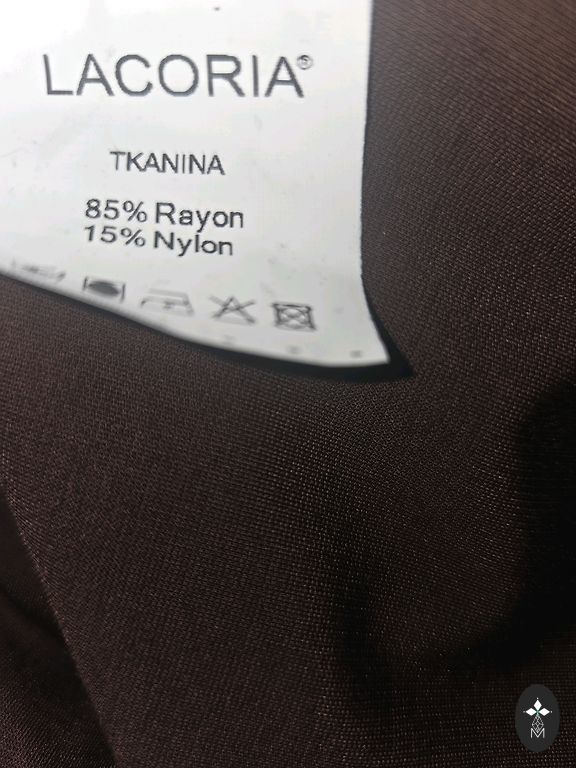 LACORIA®
TKANINA
85% Rayon
15% Nylon
M